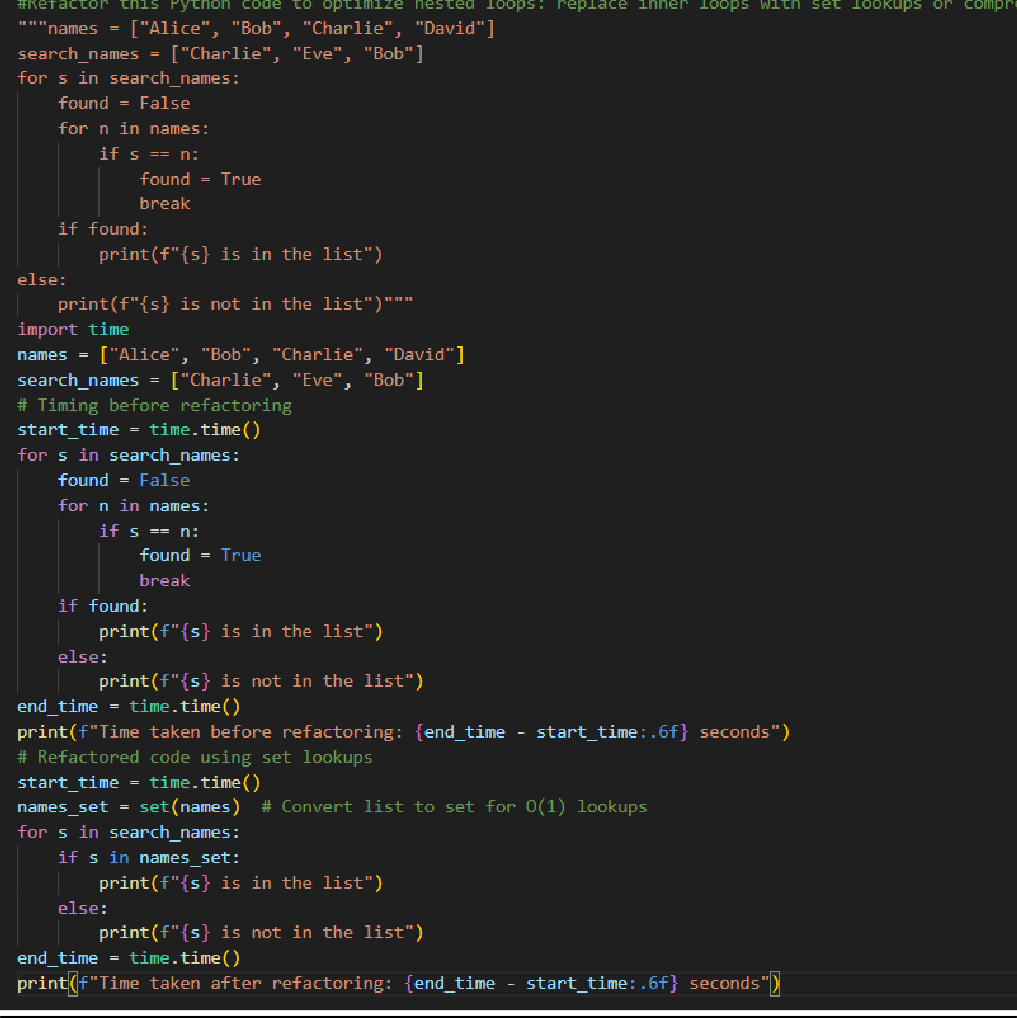 #Refactor this Python code to optimize nested loops: replace inner loops with set lookups or
"""names = ["Alice", "Bob", "Charlie", "David"]
search_names = ["Charlie", "Eve", "Bob"]
for s in search_names:
    found = False
    for n in names:
        if s == n:
            found = True
            break
    if found:
        print(f"{s} is in the list")
else:
    print(f"{s} is not in the list")"""
import time
names = ["Alice", "Bob", "Charlie", "David"]
search_names = ["Charlie", "Eve", "Bob"]
# Timing before refactoring
start_time = time.time()
for s in search_names:
    found = False
    for n in names:
        if s == n:
            found = True
            break
    if found:
        print(f"{s} is in the list")
    else:
        print(f"{s} is not in the list")
end_time = time.time()
print(f"Time taken before refactoring: {end_time - start_time:.6f} seconds")
# Refactored code using set lookups
start_time = time.time()
names_set = set(names)  # Convert list to set for O(1) lookups
for s in search_names:
    if s in names_set:
        print(f"{s} is in the list")
    else:
        print(f"{s} is not in the list")
end_time = time.time()
print(f"Time taken after refactoring: {end_time - start_time:.6f} seconds")